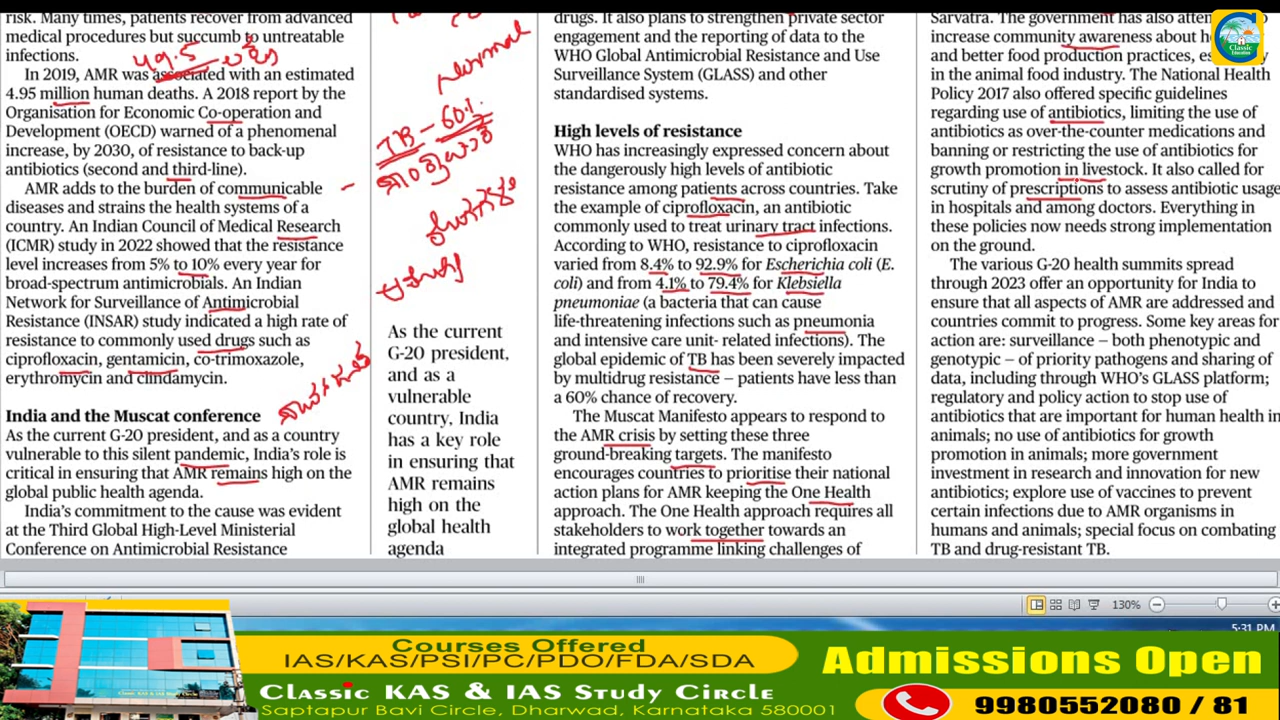 risk. Many times, patients recover from advanced
medical procedures but succumb to untreatable
infections.
In 2019, AMR was associated with an estimated
4.95 million human deaths. A 2018 report by the
Organisation for Economic Co-operation and
Development (OECD) warned of a phenomenal
increase, by 2030, of resistance to back-up
antibiotics (second and third-line).
AMR adds to the burden of communicable
diseases and strains the health systems of a
country. An Indian Council of Medical Research
(ICMR) study in 2022 showed that the resistance
level increases from 5% to 10% every year for
broad-spectrum antimicrobials. An Indian
Network for Surveillance of Antimicrobial
Resistance (INSAR) study indicated a high rate of
resistance to commonly used drugs such as
ciprofloxacin, gentamicin, co-trimoxazole,
erythromycin and clindamycin.
India and the Muscat conference
As the current G-20 president, and as a country
vulnerable to this silent pandemic, India's role is
critical in ensuring that AMR remains high on the
global public health agenda.
India's commitment to the cause was evident
at the Third Global High-Level Ministerial
Conference on Antimicrobial Resistance
49.5
normal
TB - 60%
As the current
G-20 president,
and as a
vulnerable
country, India
has a key role
in ensuring that
AMR remains
high on the
global health
agenda
drugs. It also plans to strengthen private sector
engagement and the reporting of data to the
WHO Global Antimicrobial Resistance and Use
Surveillance System (GLASS) and other
standardised systems.
High levels of resistance
WHO has increasingly expressed concern about
the dangerously high levels of antibiotic
resistance among patients across countries. Take
the example of ciprofloxacin, an antibiotic
commonly used to treat urinary tract infections.
According to WHO, resistance to ciprofloxacin
varied from 8.4% to 92.9% for Escherichia coli (E.
coli) and from 4.1% to 79.4% for Klebsiella
pneumoniae (a bacteria that can cause
life-threatening infections such as pneumonia
and intensive care unit- related infections). The
global epidemic of TB has been severely impacted
by multidrug resistance — patients have less than
a 60% chance of recovery.
The Muscat Manifesto appears to respond to
the AMR crisis by setting these three
ground-breaking targets. The manifesto
encourages countries to prioritise their national
action plans for AMR keeping the One Health
approach. The One Health approach requires all
stakeholders to work together towards an
integrated programme linking challenges of
Sarvatra. The government has also
increase community awareness about
and better food production practices,
in the animal food industry. The National Health
Policy 2017 also offered specific guidelines
regarding use of antibiotics, limiting the use of
antibiotics as over-the-counter medications and
banning or restricting the use of antibiotics for
growth promotion in livestock. It also called for
scrutiny of prescriptions to assess antibiotic usage
in hospitals and among doctors. Everything in
these policies now needs strong implementation
on the ground.
The various G-20 health summits spread
through 2023 offer an opportunity for India to
ensure that all aspects of AMR are addressed and
countries commit to progress. Some key areas for
action are: surveillance — both phenotypic and
genotypic — of priority pathogens and sharing of
data, including through WHO's GLASS platform;
regulatory and policy action to stop use of
antibiotics that are important for human health in
animals; no use of antibiotics for growth
promotion in animals; more government
investment in research and innovation for new
antibiotics; explore use of vaccines to prevent
certain infections due to AMR organisms in
humans and animals; special focus on combating
TB and drug-resistant TB.
Classic
Education
130%
5:31 PM
Courses Offered
IAS/KAS/PSI/PC/PDO/FDA/SDA
Classic KAS & IAS Study Circle
Saptapur Bavi Circle, Dharwad, Karnataka 580001
Admissions Open
9980552080 / 81